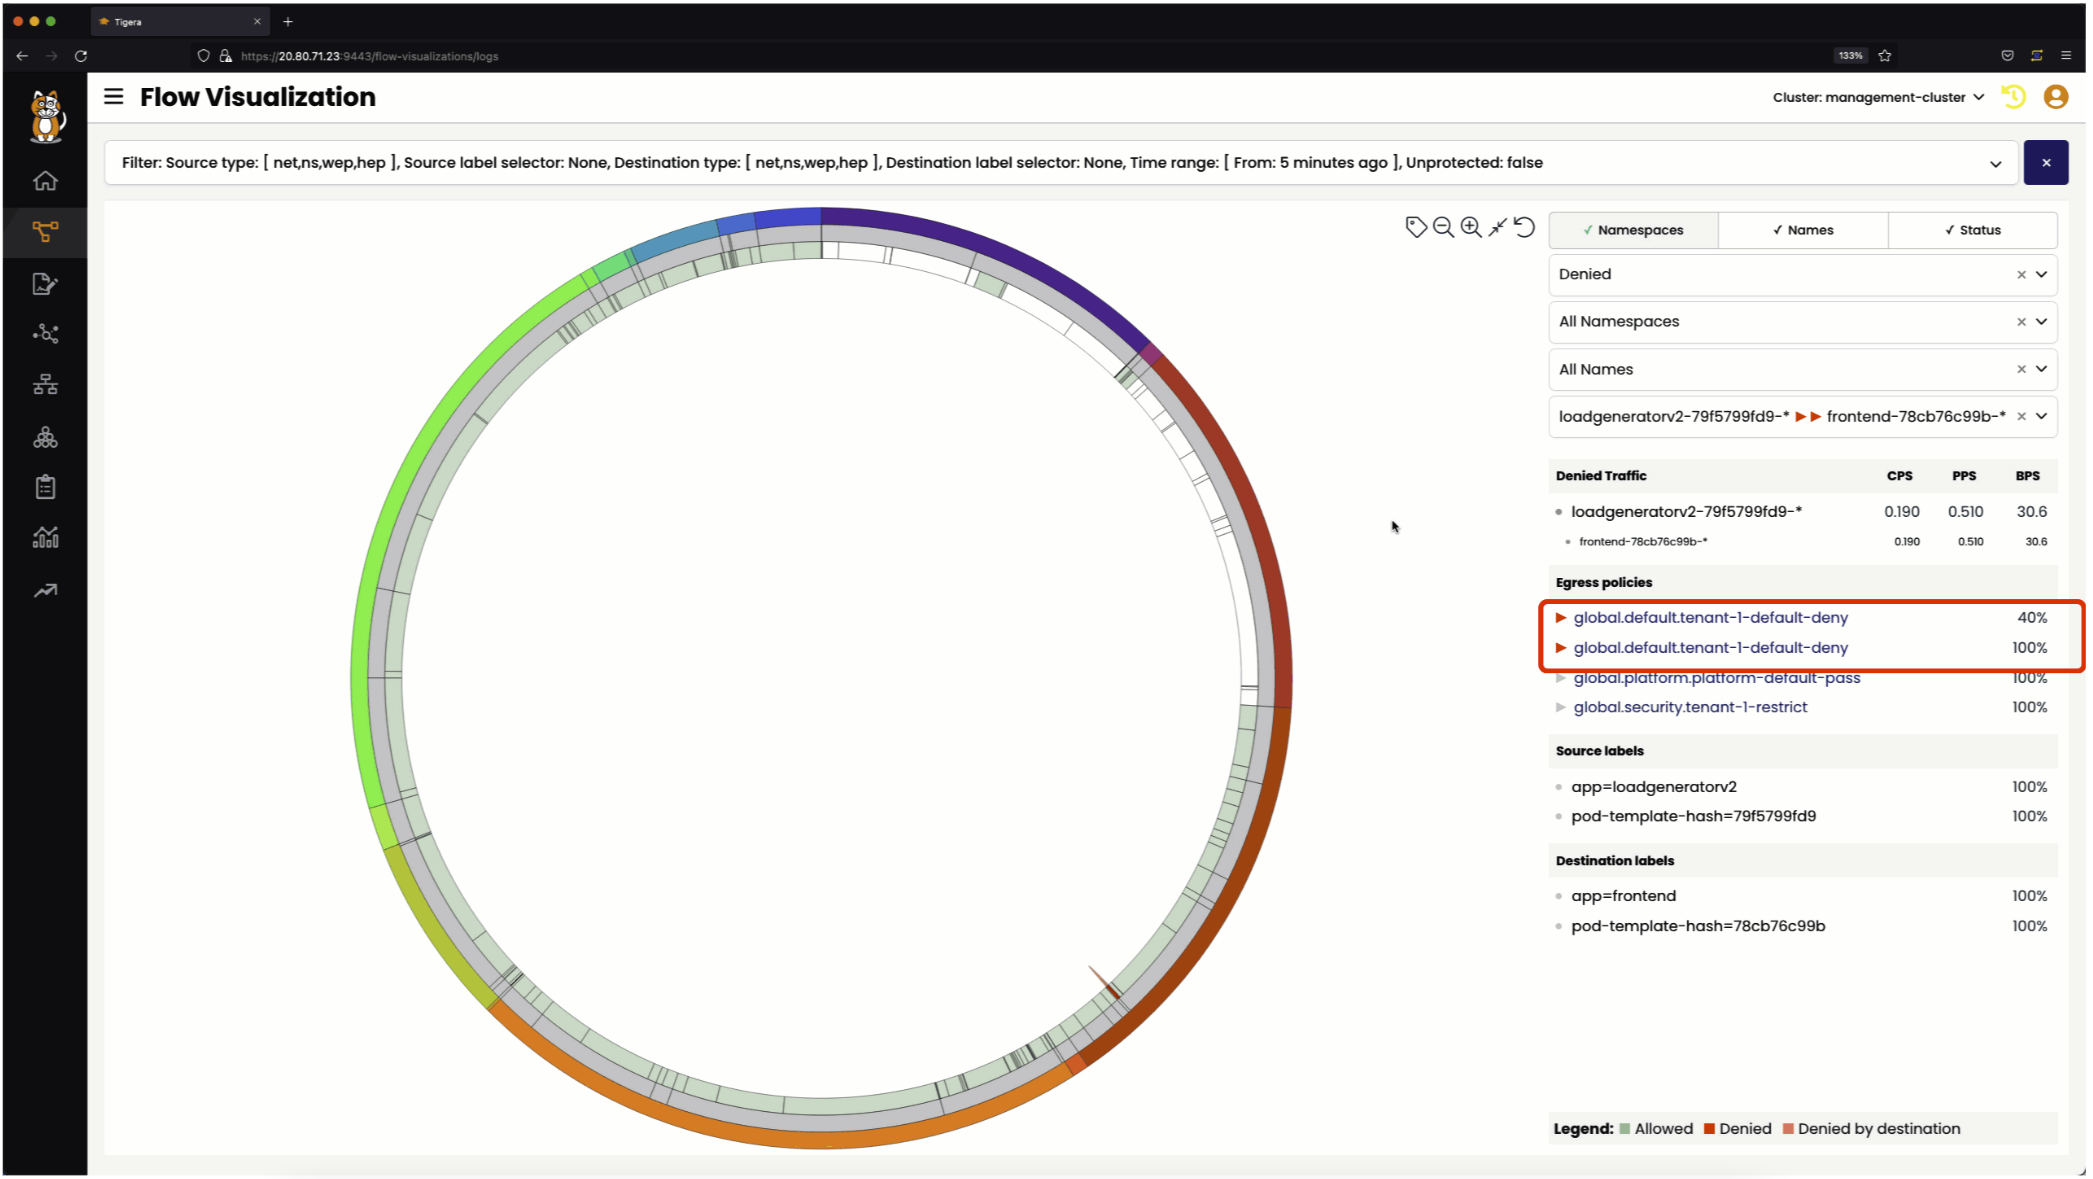 Tigera
https://20.80.71.23:9443/flow-visualizations/logs
133%
Flow Visualization
Cluster: management-cluster
Filter: Source type: [ net,ns,wep,hep ], Source label selector: None, Destination type: [ net,ns,wep,hep ], Destination label selector: None, Time range: [ From: 5 minutes ago ], Unprotected: false
✓ Namespaces ✓ Names ✓ Status
Denied
All Namespaces
All Names
loadgeneratorv2-79f5799fd9-* ▶▶ frontend-78cb76c99b-*
Denied Traffic CPS PPS BPS
loadgeneratorv2-79f5799fd9-* 0.190 0.510 30.6
frontend-78cb76c99b-* 0.190 0.510 30.6
Egress policies
global.default.tenant-1-default-deny 40%
global.default.tenant-1-default-deny 100%
global.platform.platform-default-pass 100%
global.security.tenant-1-restrict 100%
Source labels
app=loadgeneratorv2 100%
pod-template-hash=79f5799fd9 100%
Destination labels
app=frontend 100%
pod-template-hash=78cb76c99b 100%
Legend: Allowed Denied Denied by destination